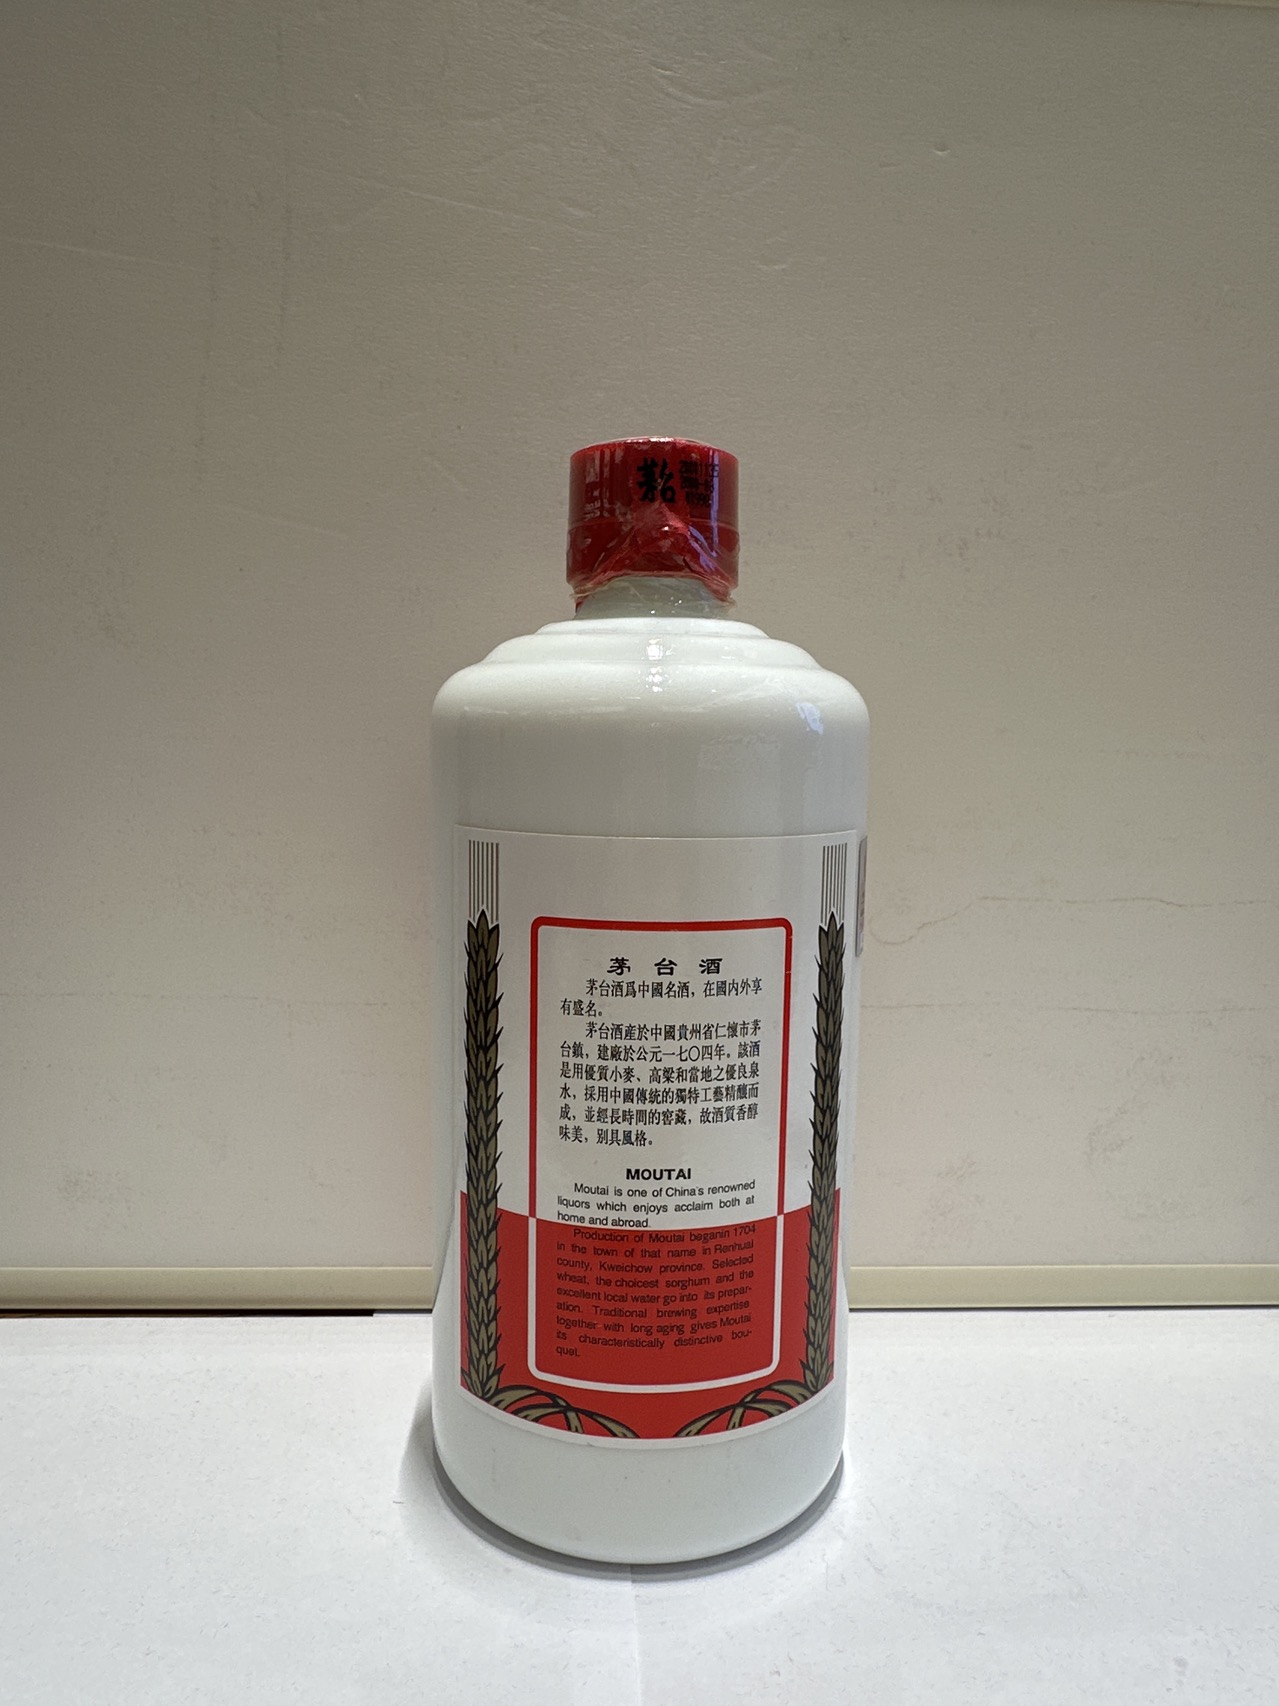 茅台
茅台酒
茅台酒爲中國名酒，在國内外享
有盛名。
茅台酒産於中國貴州省仁懷市茅
台鎮，建廠於公元一七〇四年。該酒
是用優質小麥、高粱和當地之優良泉
水，採用中國傳統的獨特工藝精釀而
成，並經長時間的窖藏，故酒質香醇
味美，别具風格。
MOUTAI
Moutai is one of China's renowned
liquors which enjoys acclaim both at
home and abroad.
Production of Moutai beganin 1704
in the town of that name in Renhuai
county, Kweichow province. Selected
wheat, the choicest sorghum and the
excellent local water go into its prepar-
ation. Traditional brewing expertise
together with long aging gives Moutai
its characteristically distinctive bou-
quet.